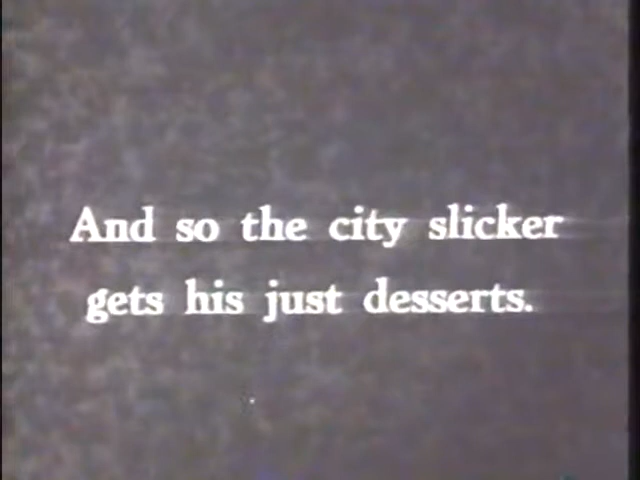 And so the city slicker
gets his just desserts.